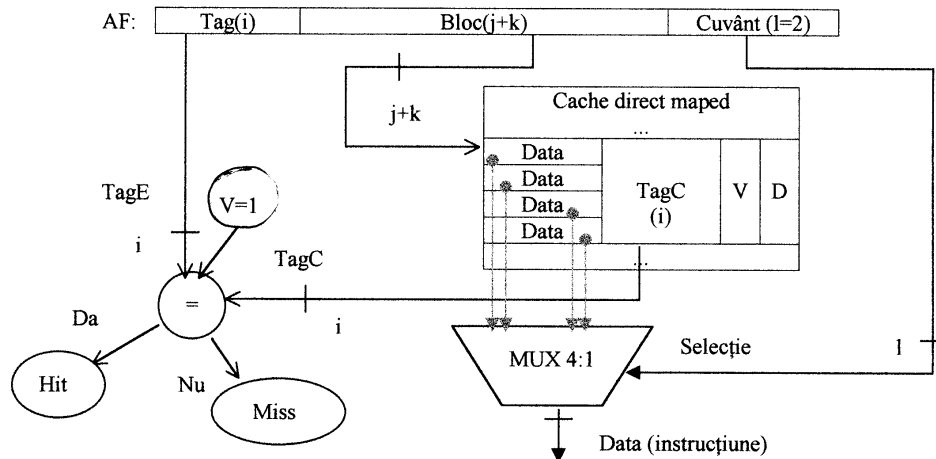 AF: Tag(i) Bloc(j+k) Cuvânt (l=2)
Cache direct maped
...
j+k
Data
Data
Data
Data
TagC
(i)
V D
...
TagE
V=1
i
TagC
=
i
Da
Nu
Hit
Miss
MUX 4:1
Selecție
l
Data (instrucțiune)